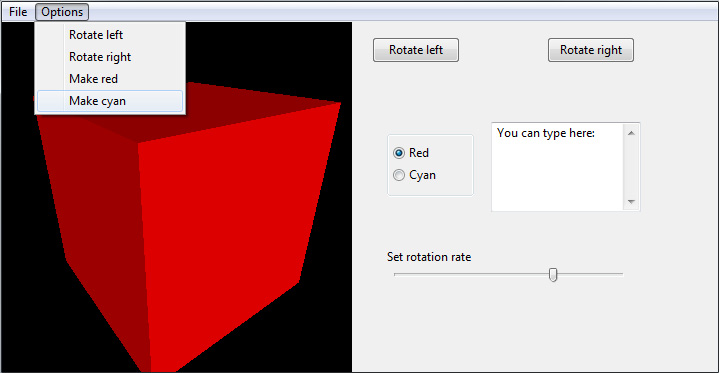 File Options
Rotate left
Rotate right
Make red
Make cyan
Rotate left Rotate right
You can type here:
Red
Cyan
Set rotation rate